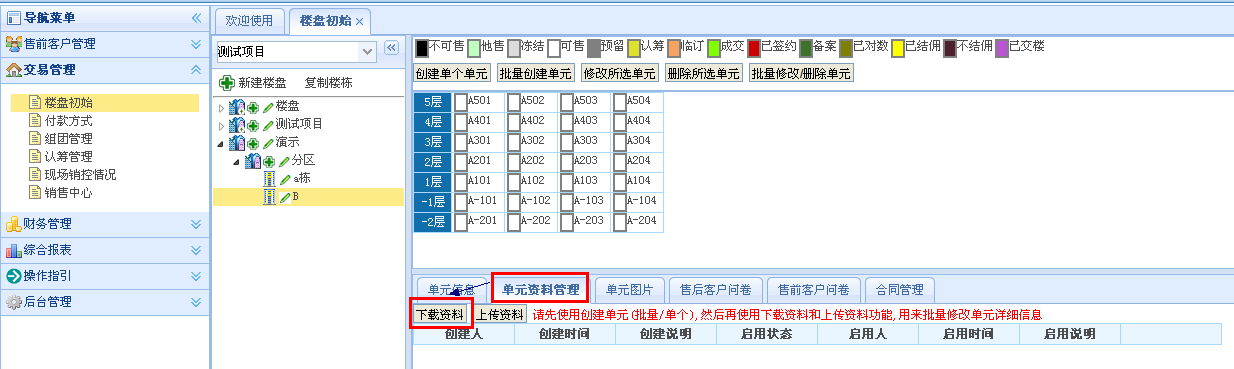 导航菜单
售前客户管理
交易管理
楼盘初始
付款方式
组团管理
认筹管理
现场销控情况
销售中心
财务管理
综合报表
操作指引
后台管理
欢迎使用 楼盘初始
测试项目
新建楼盘 复制楼栋
楼盘
测试项目
演示
分区
a栋
B
不可售 他售 冻结 可售 预留 认筹 临订 成交 已签约 备案 已对数 已结佣 不结佣 已交楼
创建单个单元 批量创建单元 修改所选单元 删除所选单元 批量修改/删除单元
5层 A501 A502 A503 A504
4层 A401 A402 A403 A404
3层 A301 A302 A303 A304
2层 A201 A202 A203 A204
1层 A101 A102 A103 A104
-1层 A-101 A-102 A-103 A-104
-2层 A-201 A-202 A-203 A-204
单元信息 单元资料管理 单元图片 售后客户问卷 售前客户问卷 合同管理
下载资料 上传资料 请先使用创建单元(批量/单个),然后再使用下载资料和上传资料功能,用来批量修改单元详细信息
创建人 创建时间 创建说明 启用状态 启用人 启用时间 启用说明